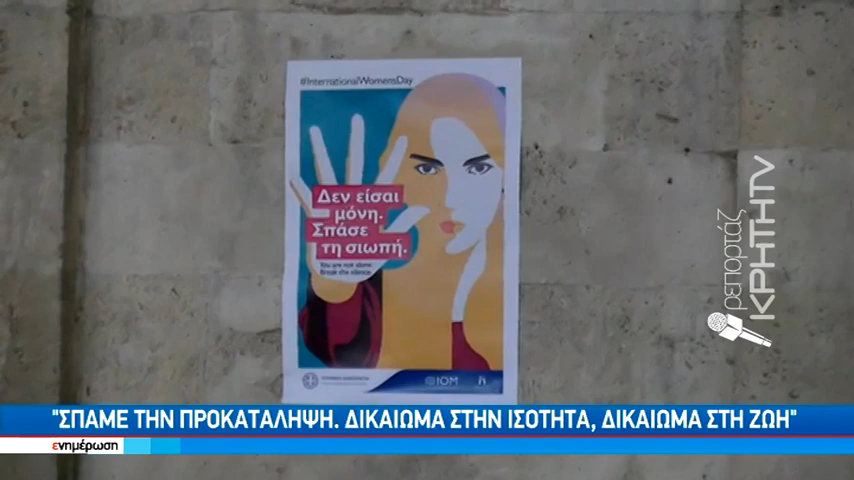 #InternationalWomensDay
Δεν είσαι
μόνη.
Σπάσε
τη σιωπή.
You are not alone.
Break the silence.
IOM
ρεπορτάζ
ΚΡΗΤΗTV
"ΣΠΑΜΕ ΤΗΝ ΠΡΟΚΑΤΑΛΗΨΗ. ΔΙΚΑΙΩΜΑ ΣΤΗΝ ΙΣΟΤΗΤΑ, ΔΙΚΑΙΩΜΑ ΣΤΗ ΖΩΗ"
ενημέρωση